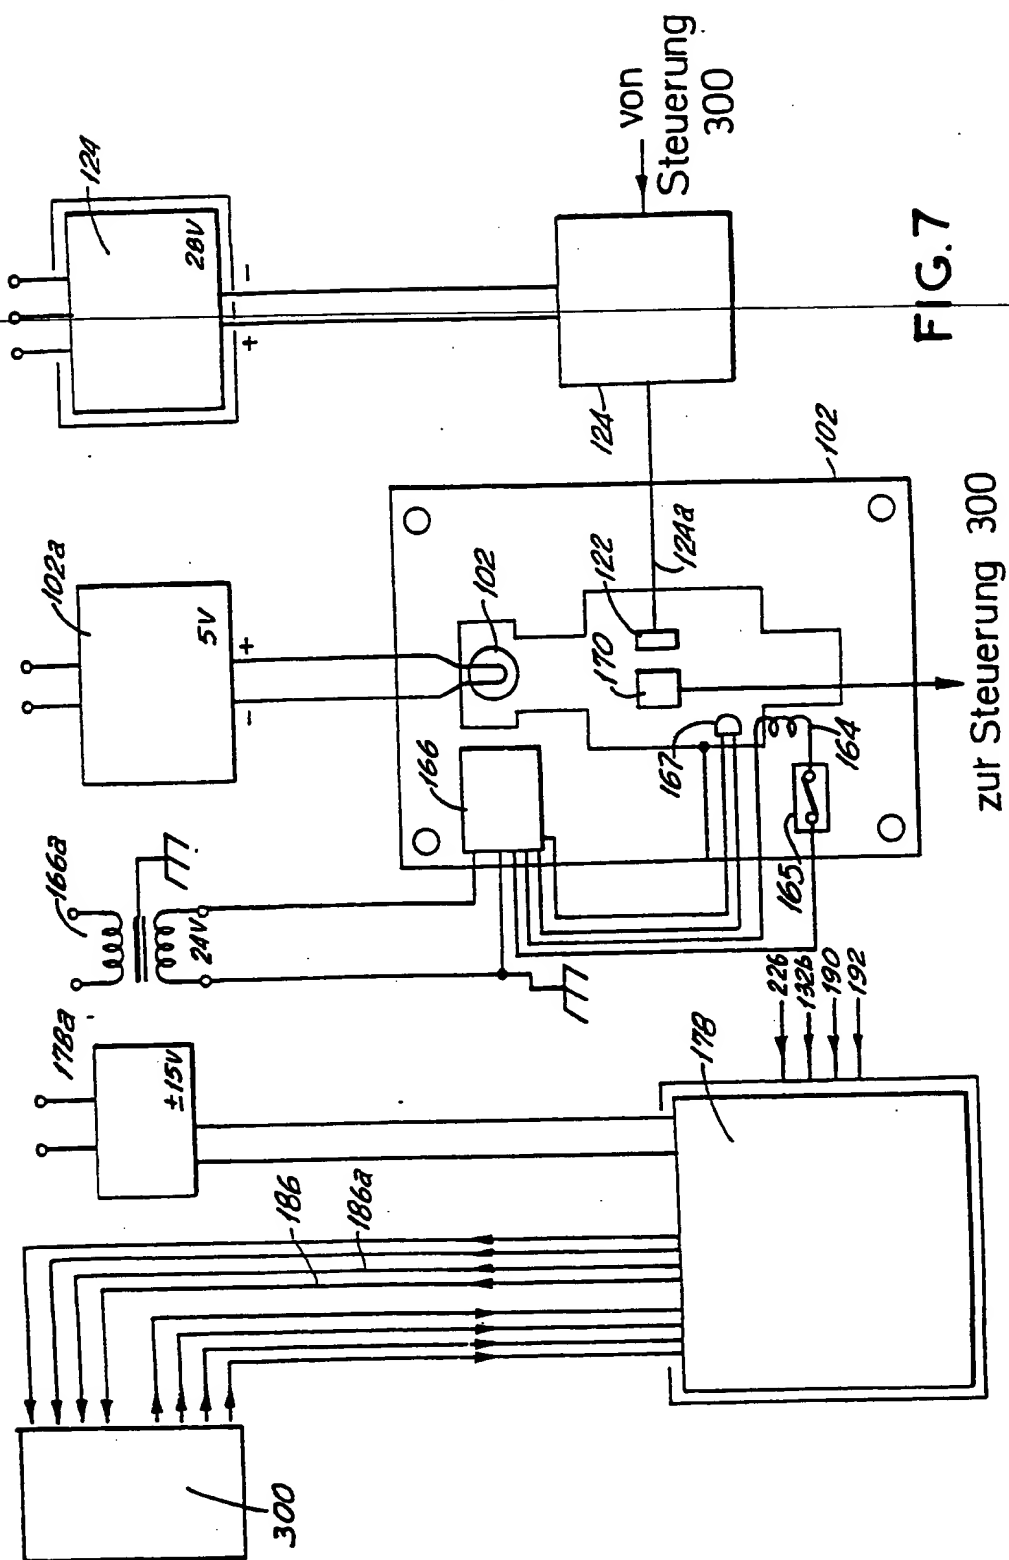 300
186
186a
178a
±15V
178
226
132b
190
192
166a
24V
166
167
165
164
102a
5V
-
+
102
170
122
124a
102
zur Steuerung 300
124
28V
+
-
124
von
Steuerung
300
FIG.7